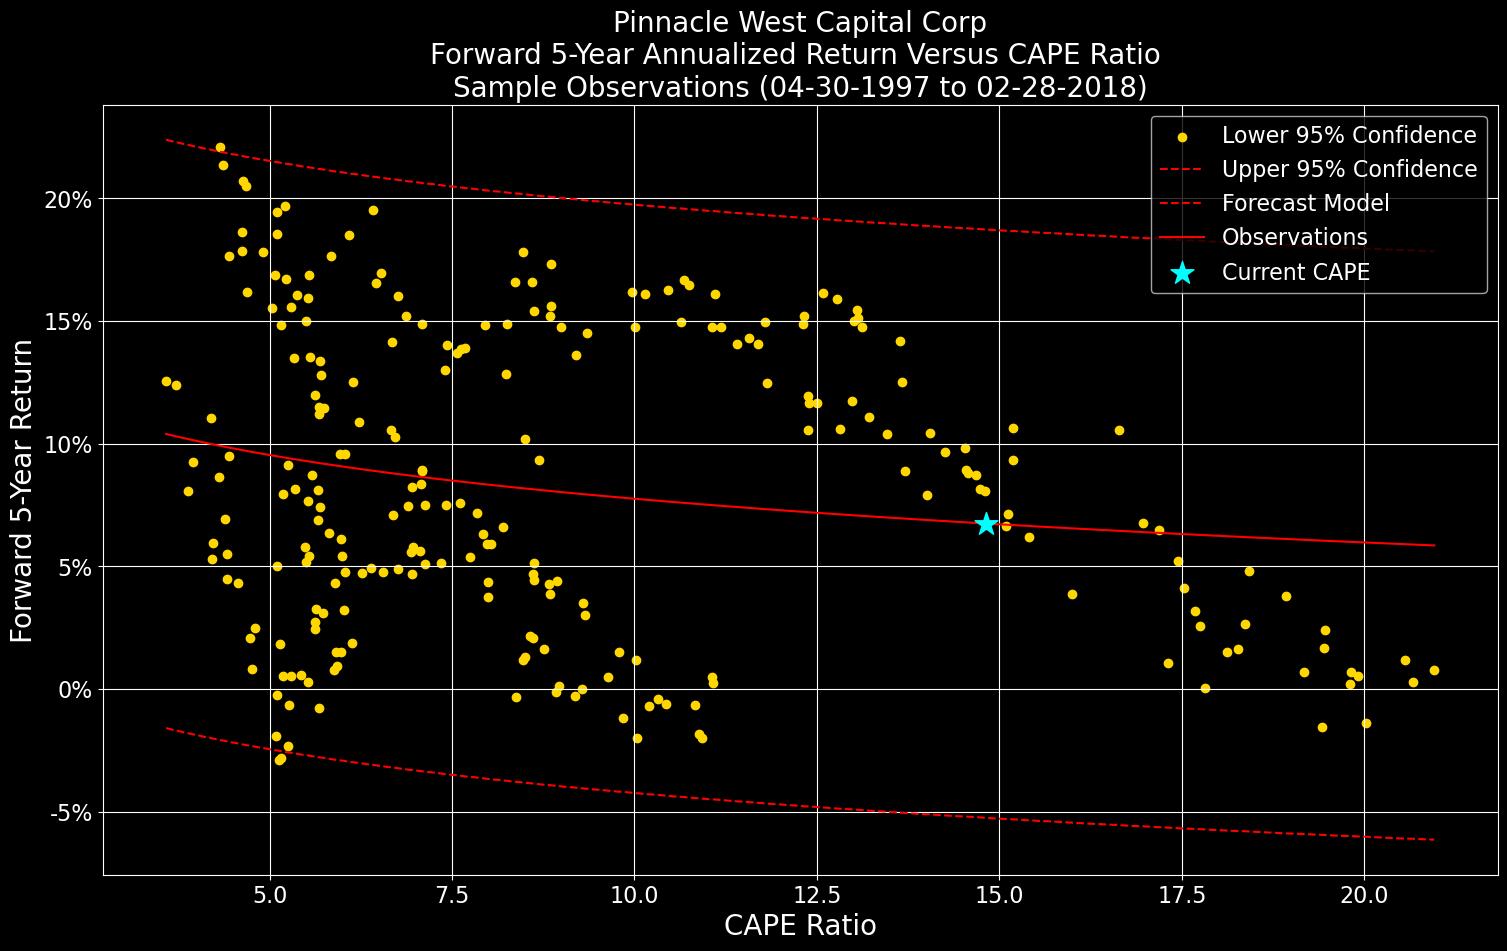 Pinnacle West Capital Corp
Forward 5-Year Annualized Return Versus CAPE Ratio
Sample Observations (04-30-1997 to 02-28-2018)
Lower 95% Confidence
Upper 95% Confidence
Forecast Model
Observations
Current CAPE
Forward 5-Year Return
20%
15%
10%
5%
0%
-5%
5.0 7.5 10.0 12.5 15.0 17.5 20.0
CAPE Ratio